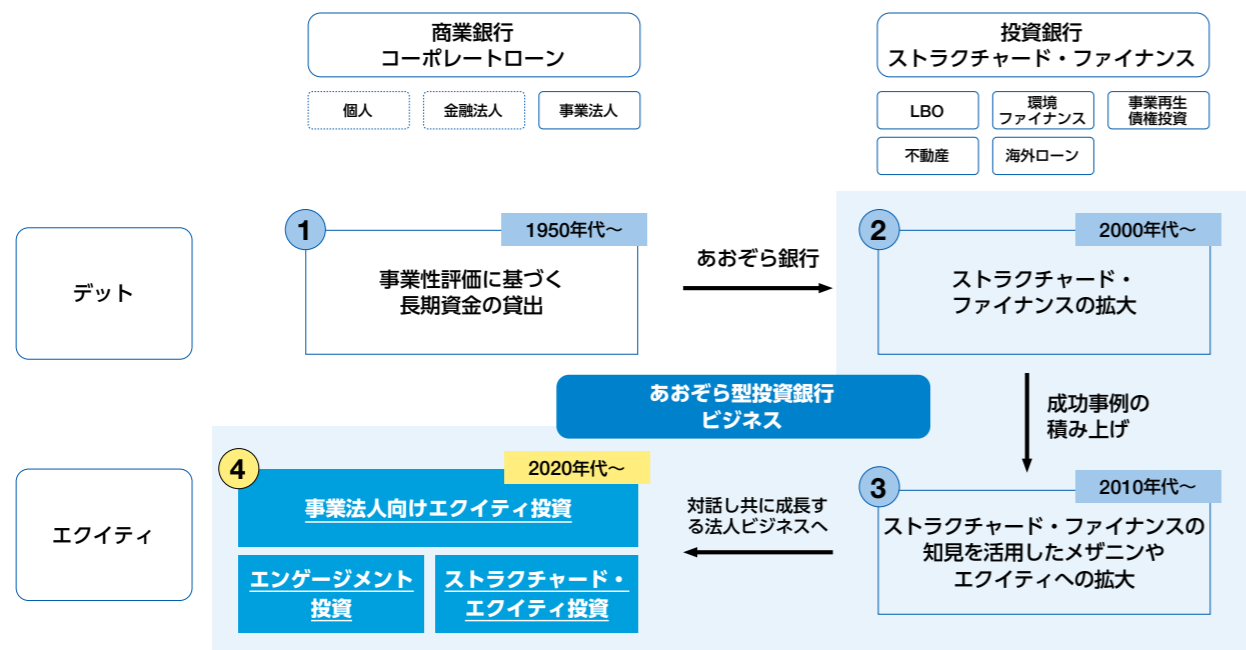 商業銀行
コーポレートローン
投資銀行
ストラクチャード・ファイナンス
個人
金融法人
事業法人
LBO
環境
ファイナンス
事業再生
債権投資
不動産
海外ローン
デット
1
1950年代～
事業性評価に基づく
長期資金の貸出
あおぞら銀行
2
2000年代～
ストラクチャード・
ファイナンスの拡大
あおぞら型投資銀行
ビジネス
成功事例の
積み上げ
エクイティ
4
2020年代～
事業法人向けエクイティ投資
エンゲージメント
投資
ストラクチャード・
エクイティ投資
対話し共に成長す
る法人ビジネスへ
3
2010年代～
ストラクチャード・ファイナンスの
知見を活用したメザニンや
エクイティへの拡大